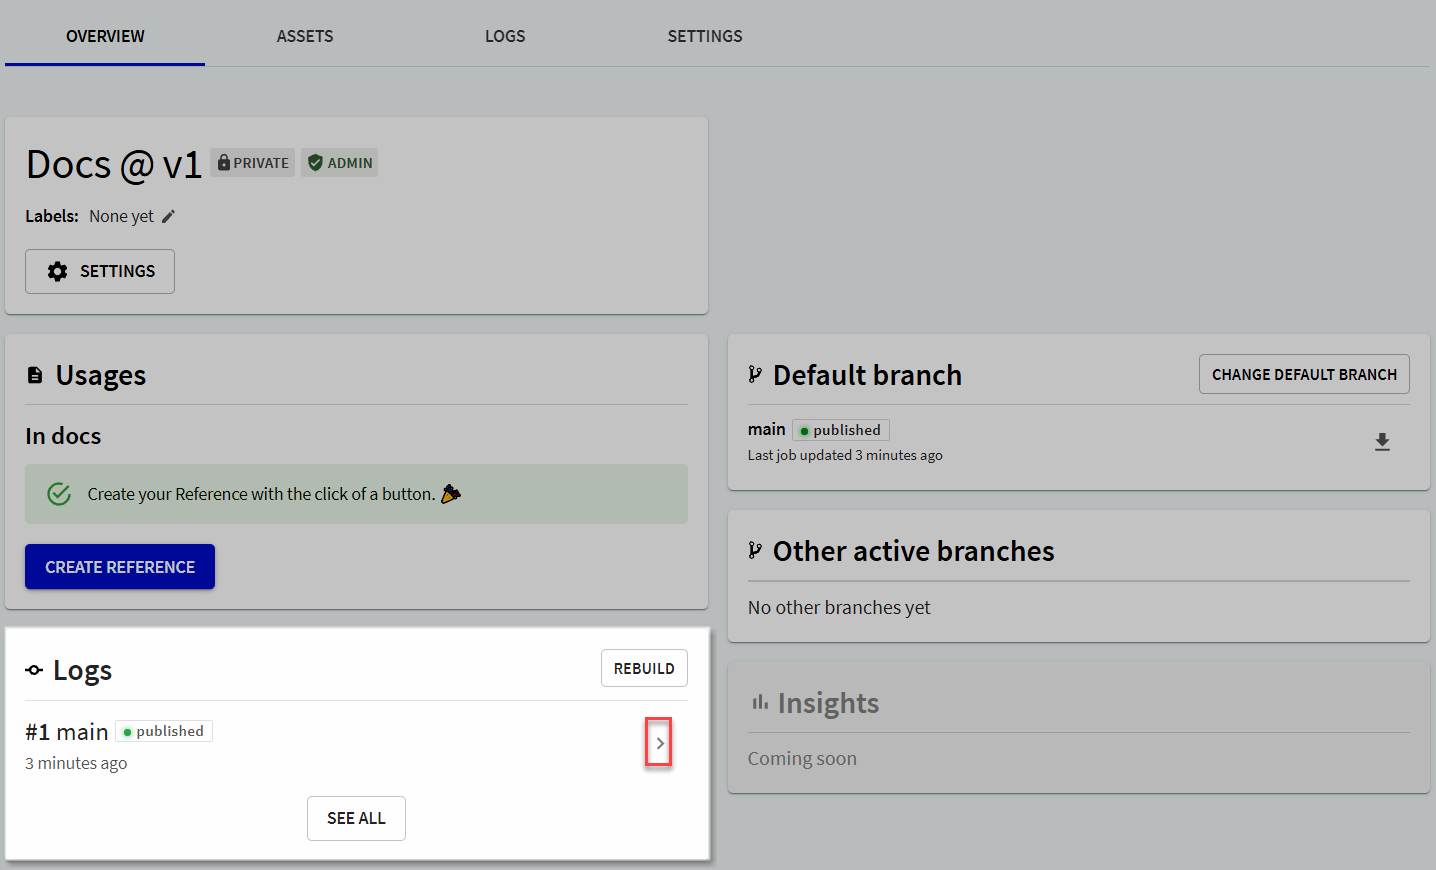 OVERVIEW ASSETS LOGS SETTINGS
Docs @ v1 PRIVATE ADMIN
Labels: None yet
SETTINGS
Usages
In docs
Create your Reference with the click of a button.
CREATE REFERENCE
Logs REBUILD
#1 main published
3 minutes ago
SEE ALL
Default branch CHANGE DEFAULT BRANCH
main published
Last job updated 3 minutes ago
Other active branches
No other branches yet
Insights
Coming soon